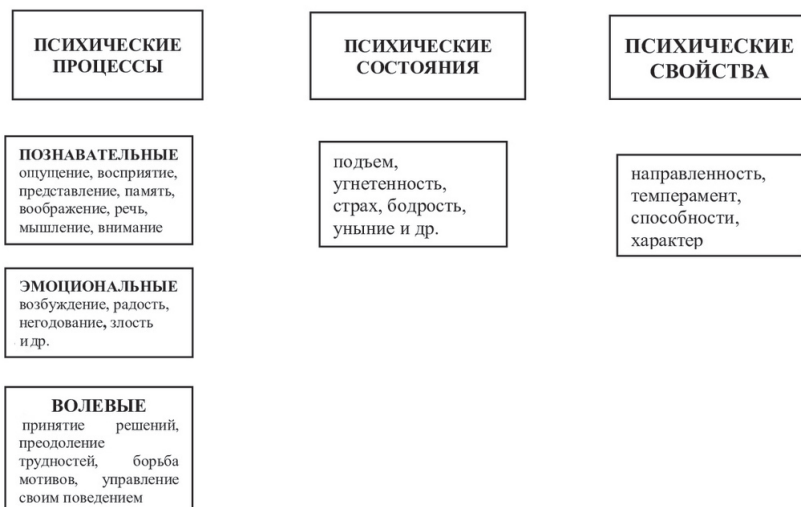 ПСИХИЧЕСКИЕ
ПРОЦЕССЫ
ПСИХИЧЕСКИЕ
СОСТОЯНИЯ
ПСИХИЧЕСКИЕ
СВОЙСТВА
ПОЗНАВАТЕЛЬНЫЕ
ощущение, восприятие,
представление, память,
воображение, речь,
мышление, внимание
подъем,
угнетенность,
страх, бодрость,
уныние и др.
направленность,
темперамент,
способности,
характер
ЭМОЦИОНАЛЬНЫЕ
возбуждение, радость,
негодование, злость
и др.
ВОЛЕВЫЕ
принятие решений,
преодоление
трудностей, борьба
мотивов, управление
своим поведением